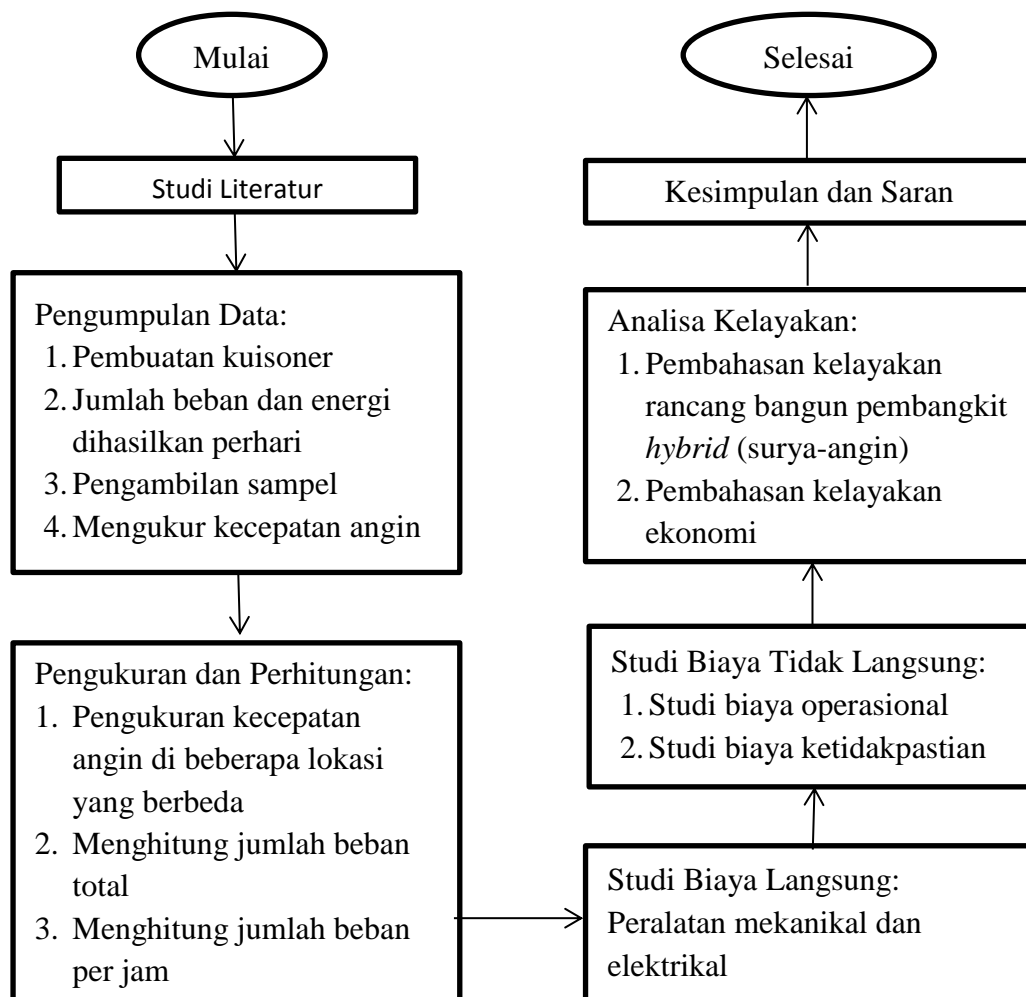 Mulai
Studi Literatur
Pengumpulan Data:
1. Pembuatan kuisoner
2. Jumlah beban dan energi
dihasilkan perhari
3. Pengambilan sampel
4. Mengukur kecepatan angin
Pengukuran dan Perhitungan:
1. Pengukuran kecepatan
angin di beberapa lokasi
yang berbeda
2. Menghitung jumlah beban
total
3. Menghitung jumlah beban
per jam
Studi Biaya Langsung:
Peralatan mekanikal dan
elektrikal
Studi Biaya Tidak Langsung:
1. Studi biaya operasional
2. Studi biaya ketidakpastian
Analisa Kelayakan:
1. Pembahasan kelayakan
rancang bangun pembangkit
hybrid (surya-angin)
2. Pembahasan kelayakan
ekonomi
Kesimpulan dan Saran
Selesai